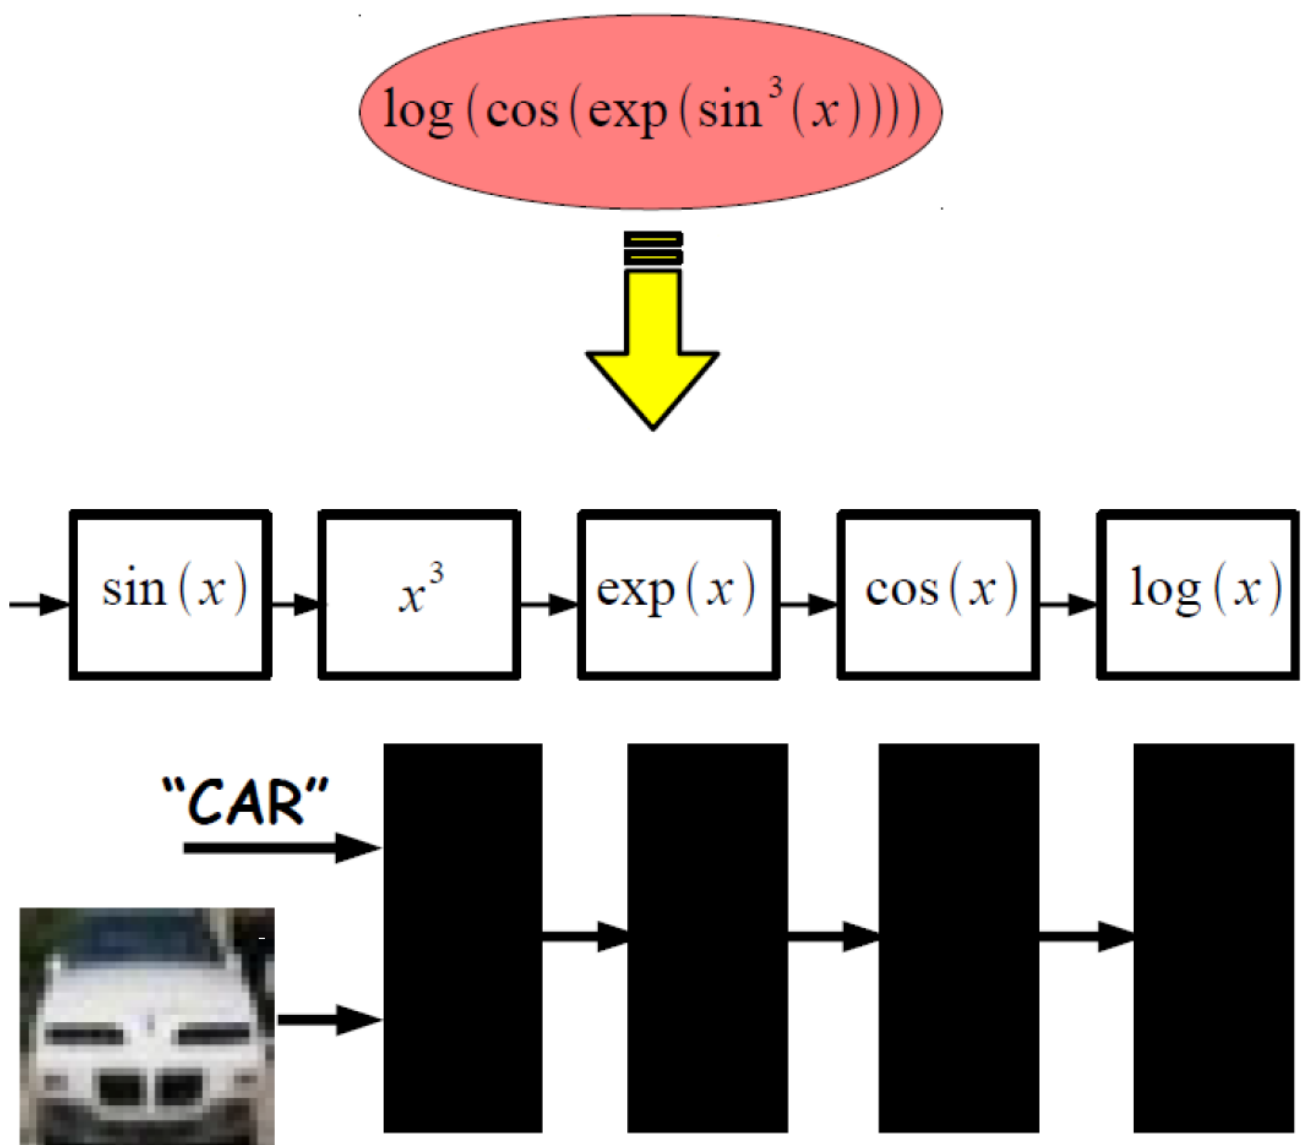 log(cos(exp(sin³(x))))
sin(x) x³ exp(x) cos(x) log(x)
“CAR”